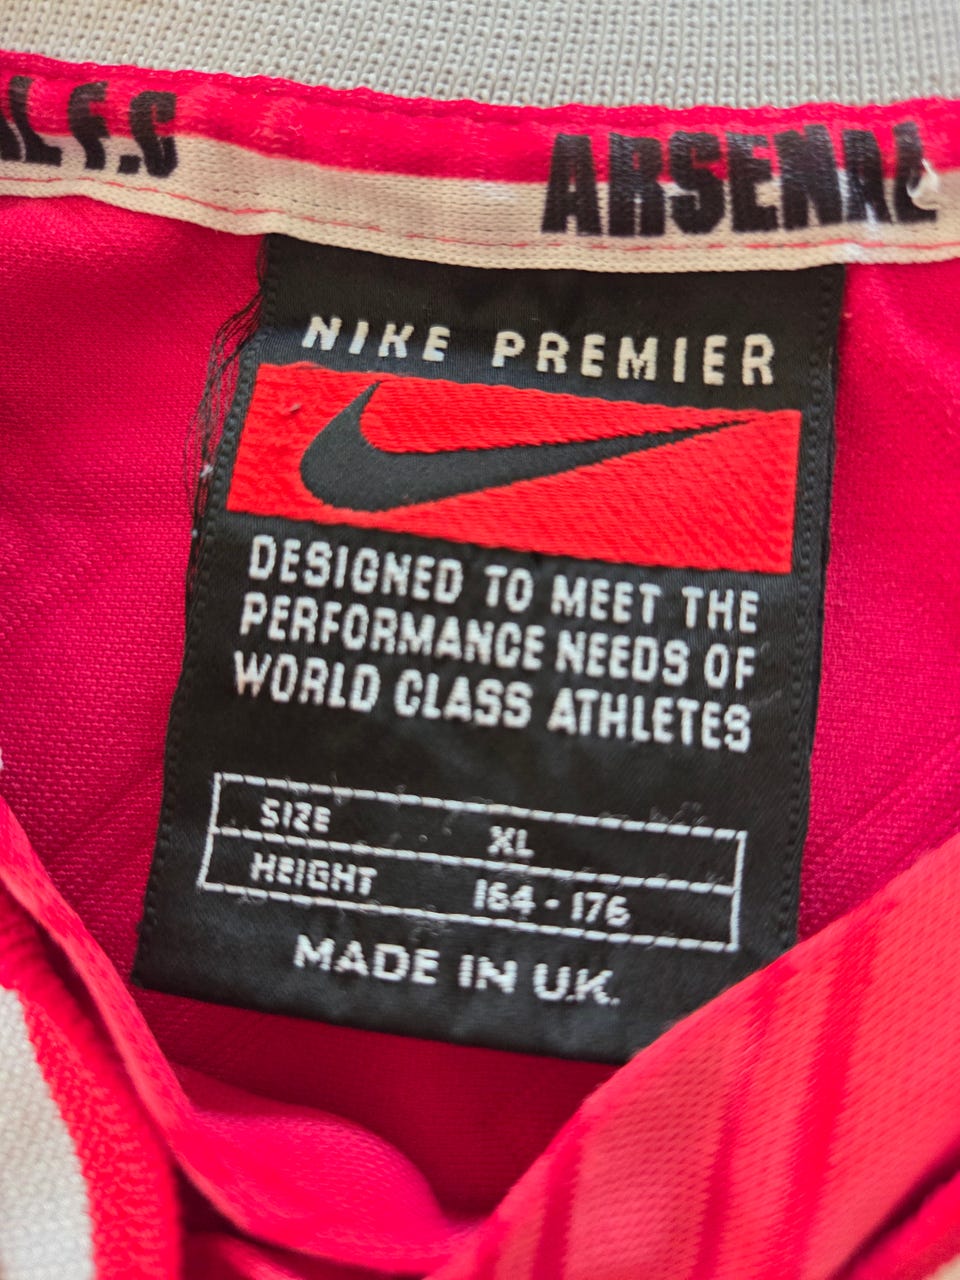 L F.C
ARSENAL
NIKE PREMIER
DESIGNED TO MEET THE
PERFORMANCE NEEDS OF
WORLD CLASS ATHLETES
SIZE XL
HEIGHT 164 - 176
MADE IN U.K.